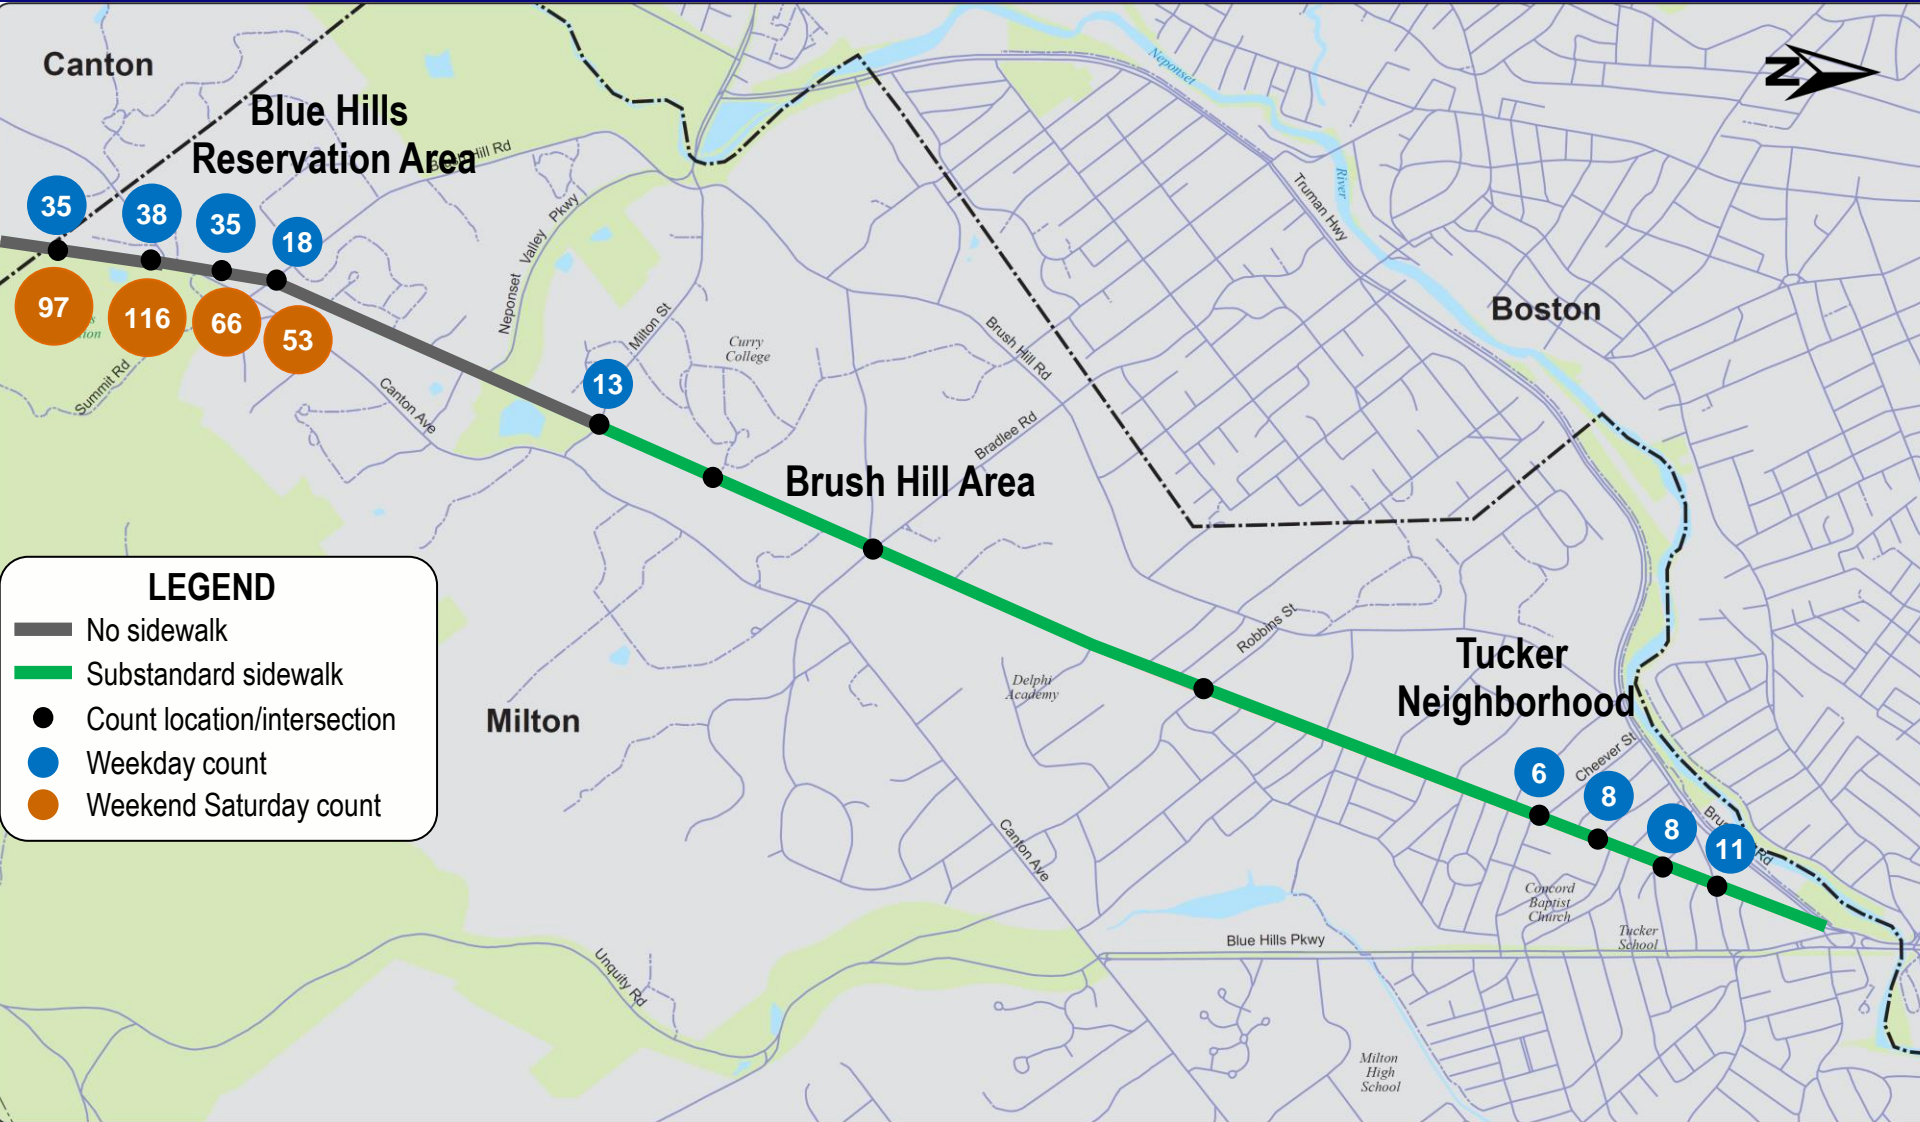 Canton
Blue Hills
Reservation Area
Brush Hill Rd
Neponset
River
N
35
38
35
18
97
116
66
53
Summit Rd
Canton Ave
Neponset Valley Pkwy
Milton St
13
Curry
College
Truman Hwy
Boston
Brush Hill Rd
Bradlee Rd
Brush Hill Area
LEGEND
No sidewalk
Substandard sidewalk
Count location/intersection
Weekday count
Weekend Saturday count
Milton
Delphi
Academy
Robbins St
Tucker
Neighborhood
Cheever St
6
8
8
11
Canton Ave
Concord
Baptist
Church
Tucker
School
Blue Hills Pkwy
Unquity Rd
Milton
High
School